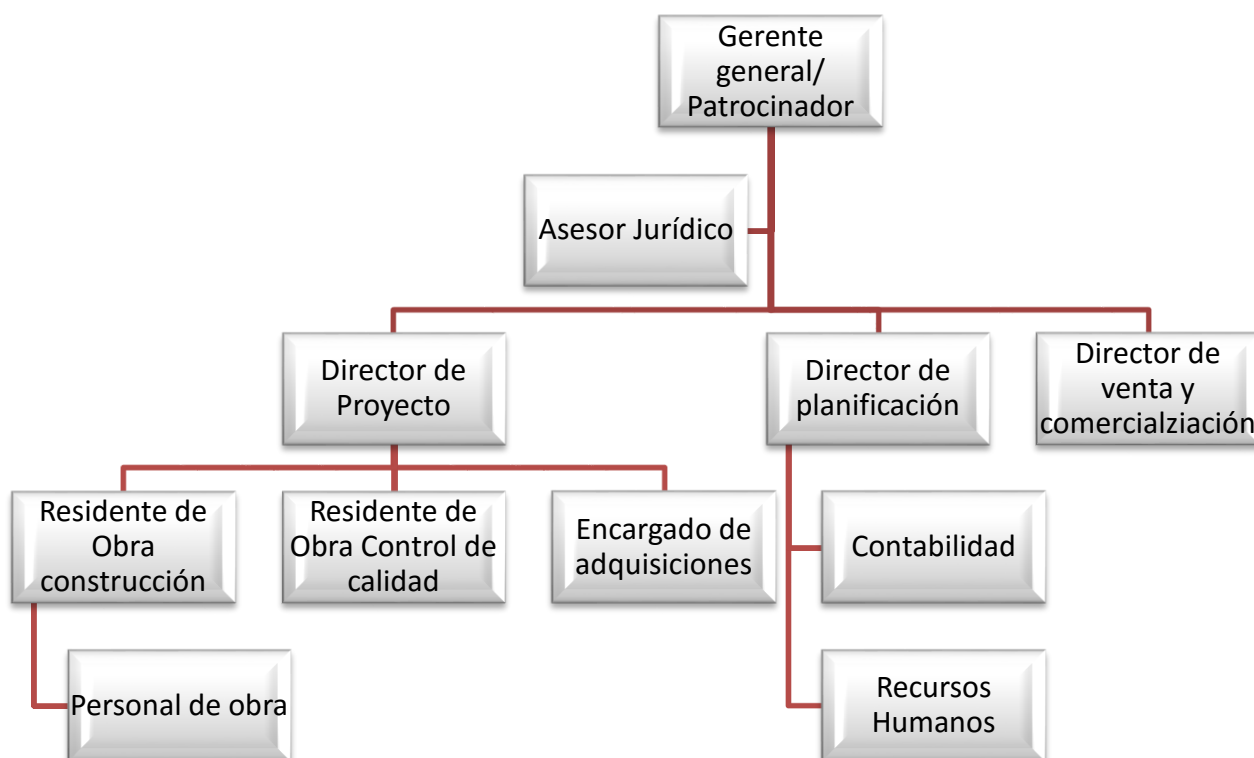 Gerente
general/
Patrocinador
Asesor Jurídico
Director de
Proyecto
Director de
planificación
Director de
venta y
comercialziación
Residente de
Obra
construcción
Residente de
Obra Control de
calidad
Encargado de
adquisiciones
Contabilidad
Personal de obra
Recursos
Humanos